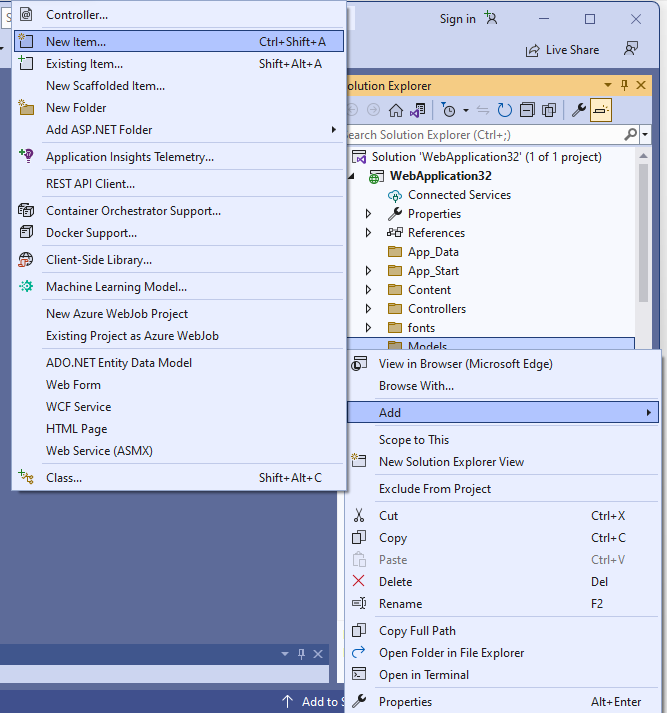 Controller...
New Item... Ctrl+Shift+A
Existing Item... Shift+Alt+A
New Scaffolded Item...
New Folder
Add ASP.NET Folder
Application Insights Telemetry...
REST API Client...
Container Orchestrator Support...
Docker Support...
Client-Side Library...
Machine Learning Model...
New Azure WebJob Project
Existing Project as Azure WebJob
ADO.NET Entity Data Model
Web Form
WCF Service
HTML Page
Web Service (ASMX)
Class... Shift+Alt+C
Sign in
Live Share
olution Explorer
earch Solution Explorer (Ctrl+;)
Solution 'WebApplication32' (1 of 1 project)
WebApplication32
Connected Services
Properties
References
App_Data
App_Start
Content
Controllers
fonts
Models
View in Browser (Microsoft Edge)
Browse With...
Add
Scope to This
New Solution Explorer View
Exclude From Project
Cut Ctrl+X
Copy Ctrl+C
Paste Ctrl+V
Delete Del
Rename F2
Copy Full Path
Open Folder in File Explorer
Open in Terminal
Properties Alt+Enter
Add to S